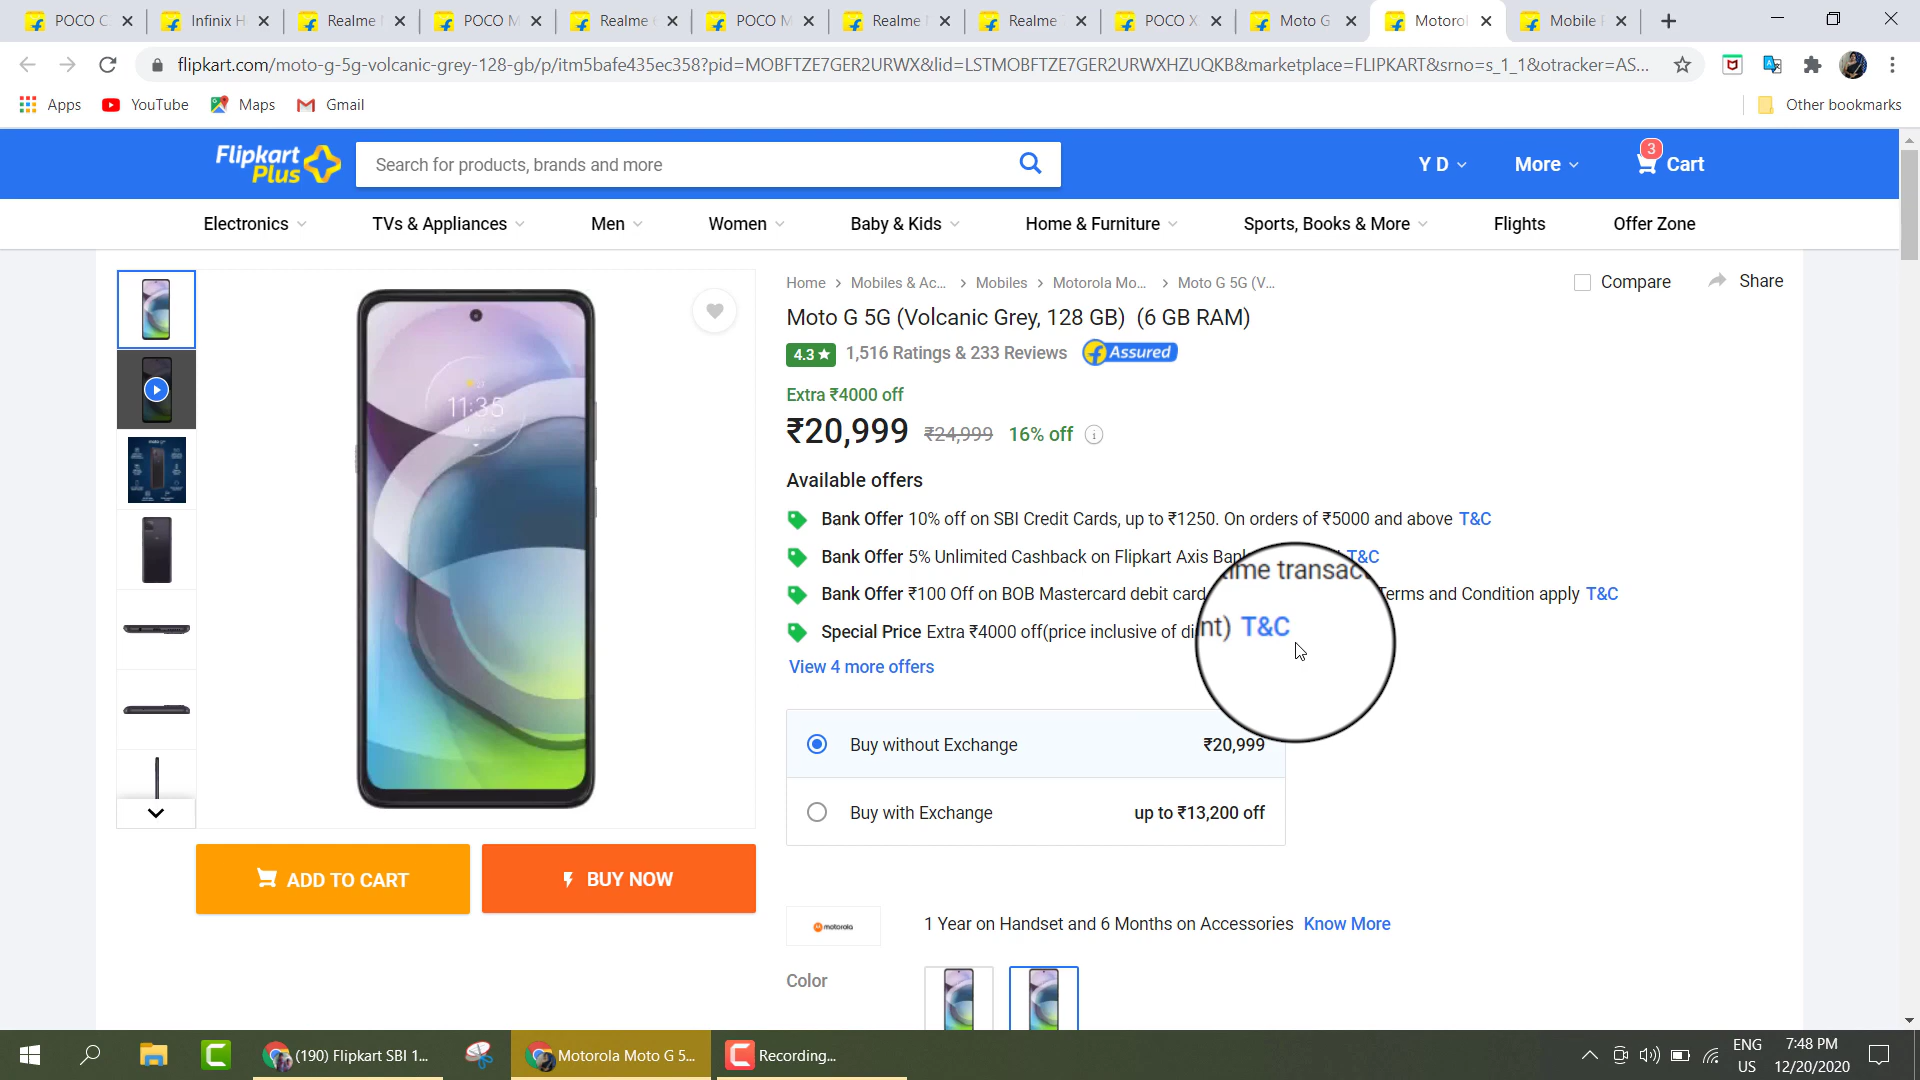 POCO C
Infinix H
Realme
POCO M
Realme
POCO M
Realme
Realme
POCO X
Moto G
Motorol
Mobile
flipkart.com/moto-g-5g-volcanic-grey-128-gb/p/itm5bafe435ec358?pid=MOBFTZE7GER2URWX&lid=LSTMOBFTZE7GER2URWXHZUQKB&marketplace=FLIPKART&srno=s_1_1&otracker=AS...
Apps
YouTube
Maps
Gmail
Other bookmarks
Flipkart
Plus
Search for products, brands and more
Y D
More
3
Cart
Electronics
TVs & Appliances
Men
Women
Baby & Kids
Home & Furniture
Sports, Books & More
Flights
Offer Zone
Home
Mobiles & Ac...
Mobiles
Motorola Mo...
Moto G 5G (V...
Compare
Share
Moto G 5G (Volcanic Grey, 128 GB) (6 GB RAM)
4.3 ★ 1,516 Ratings & 233 Reviews Assured
Extra ₹4000 off
₹20,999 ₹24,999 16% off
Available offers
Bank Offer 10% off on SBI Credit Cards, up to ₹1250. On orders of ₹5000 and above T&C
Bank Offer 5% Unlimited Cashback on Flipkart Axis Ban T&C
ime transac
Bank Offer ₹100 Off on BOB Mastercard debit card Terms and Condition apply T&C
Special Price Extra ₹4000 off(price inclusive of di nt) T&C
View 4 more offers
Buy without Exchange ₹20,999
Buy with Exchange up to ₹13,200 off
11:35
ADD TO CART
BUY NOW
motorola
1 Year on Handset and 6 Months on Accessories Know More
Color
(190) Flipkart SBI 1...
Motorola Moto G 5...
Recording...
ENG
US
7:48 PM
12/20/2020